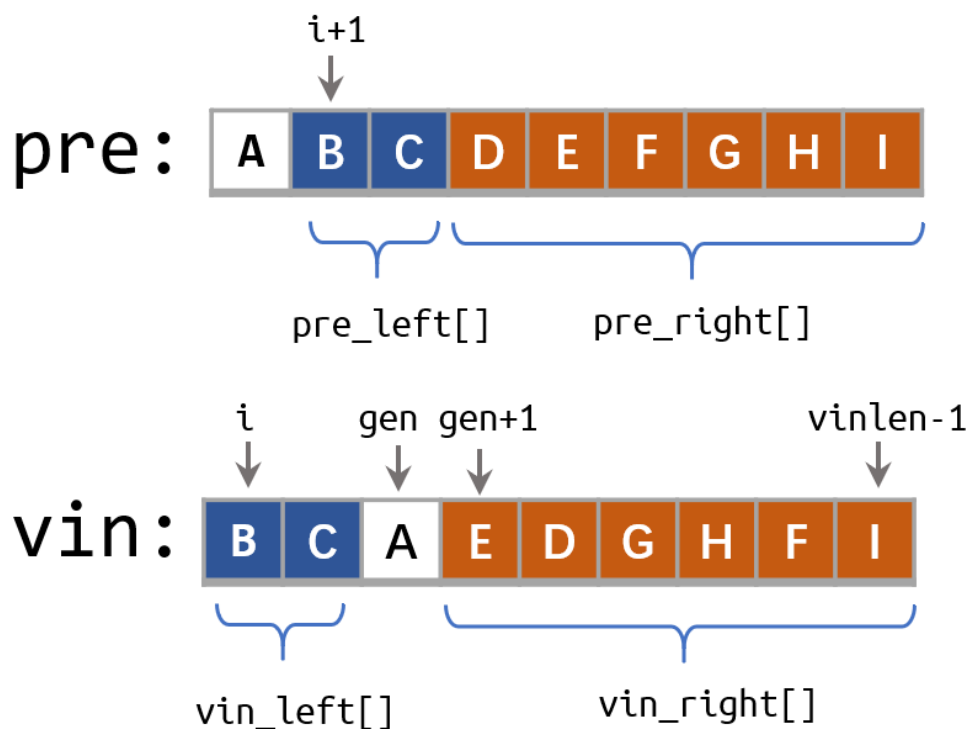 i+1
pre: A B C D E F G H I
pre_left[] pre_right[]
i gen gen+1 vinlen-1
vin: B C A E D G H F I
vin_left[] vin_right[]